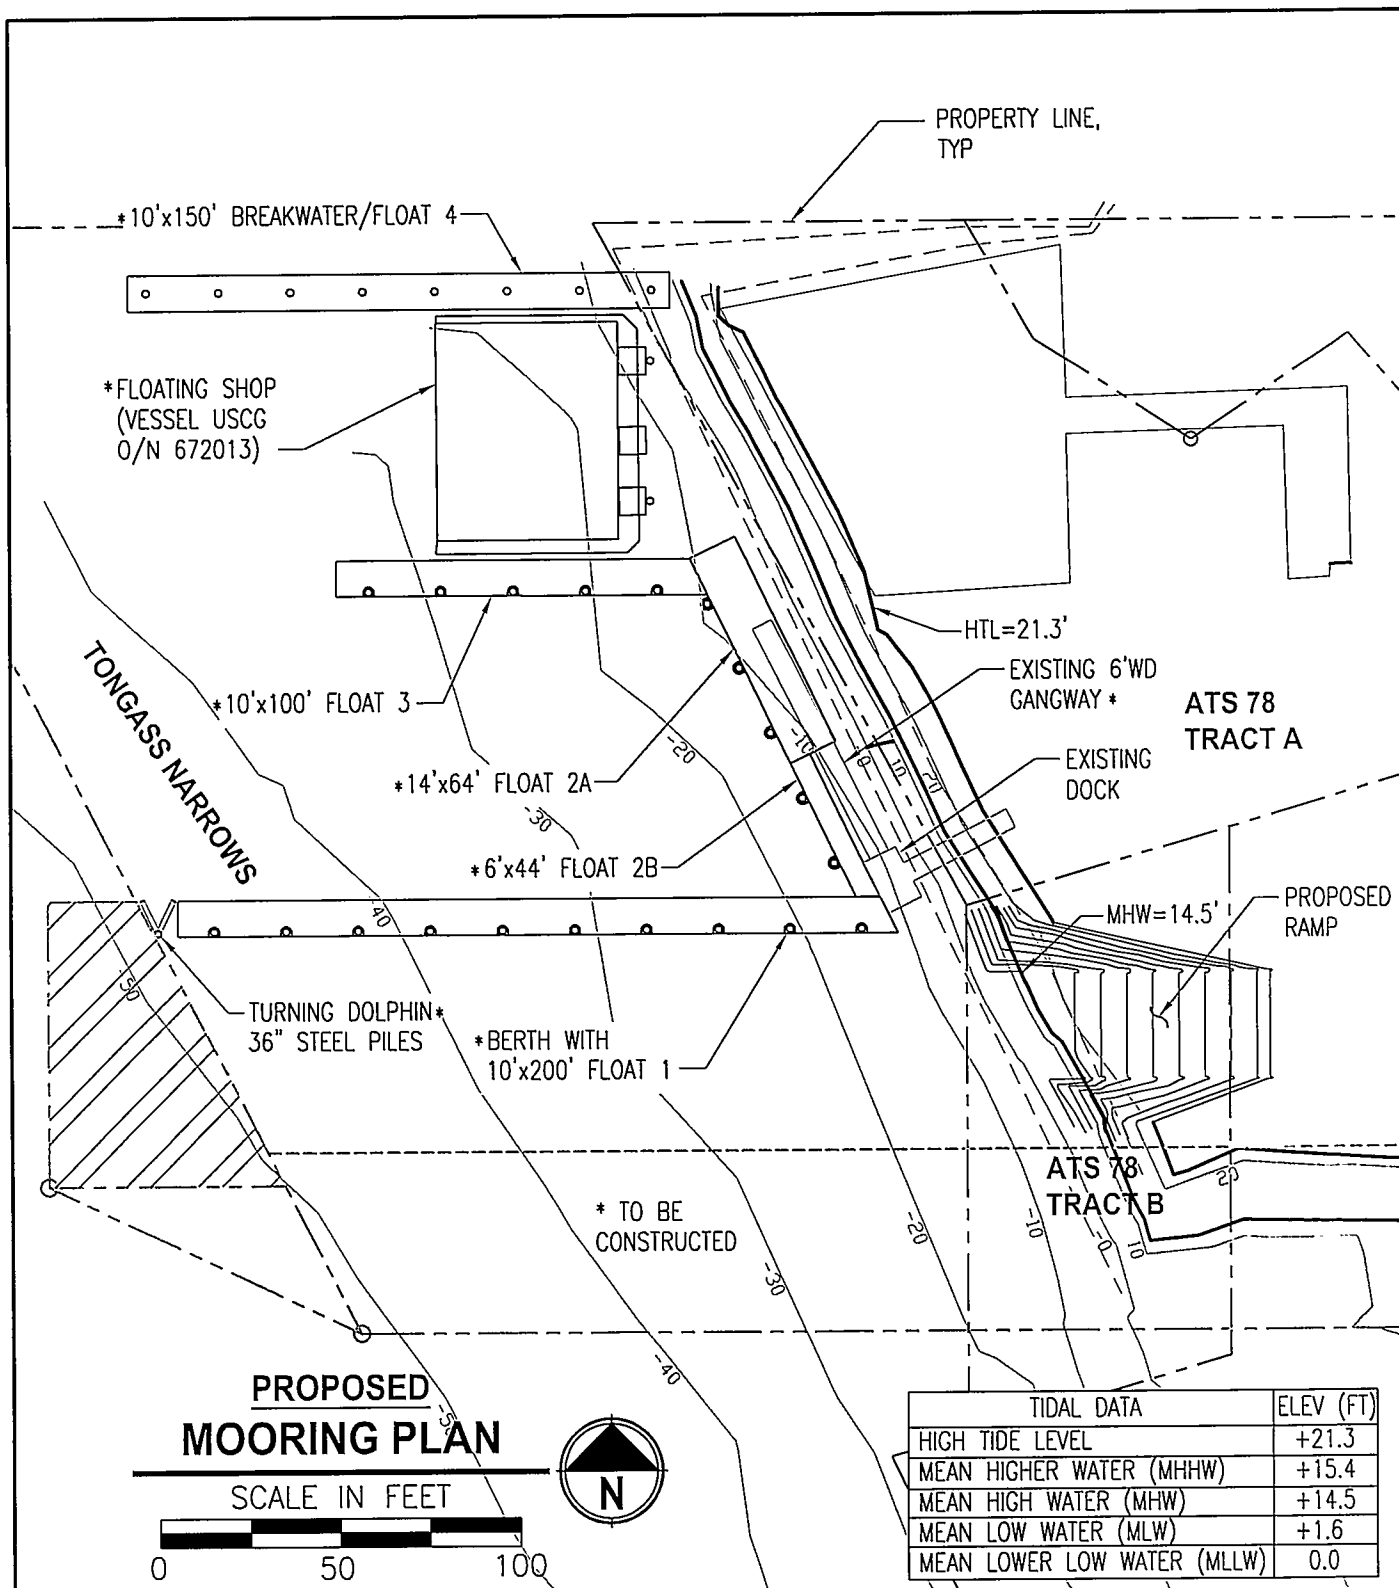 PROPERTY LINE,
TYP
*10'x150' BREAKWATER/FLOAT 4
*FLOATING SHOP
(VESSEL USCG
O/N 672013)
HTL=21.3'
EXISTING 6'WD
GANGWAY *
ATS 78
TRACT A
TONGASS NARROWS
*10'x100' FLOAT 3
-20
-10
0
10
20
EXISTING
DOCK
*14'x64' FLOAT 2A
-30
*6'x44' FLOAT 2B
-40
MHW=14.5'
PROPOSED
RAMP
-50
TURNING DOLPHIN*
36" STEEL PILES
*BERTH WITH
10'x200' FLOAT 1
ATS 78
TRACT B
20
* TO BE
CONSTRUCTED
-20
-10
-0
10
-30
-40
PROPOSED
MOORING PLAN
SCALE IN FEET
0 50 100
N
TIDAL DATA ELEV (FT)
HIGH TIDE LEVEL +21.3
MEAN HIGHER WATER (MHHW) +15.4
MEAN HIGH WATER (MHW) +14.5
MEAN LOW WATER (MLW) +1.6
MEAN LOWER LOW WATER (MLLW) 0.0